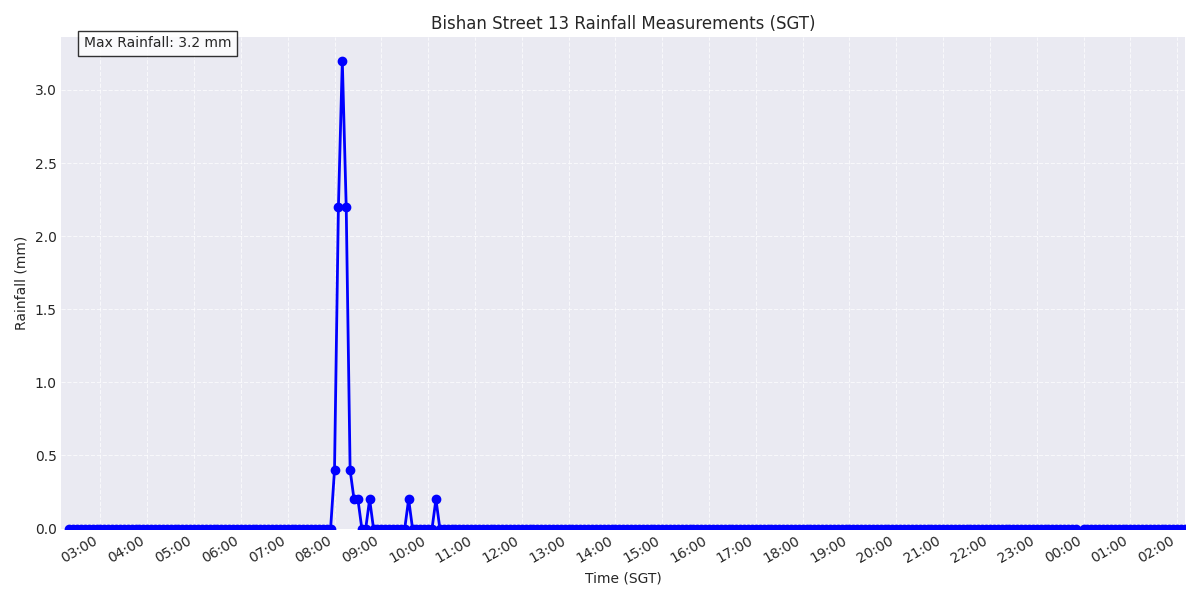 Bishan Street 13 Rainfall Measurements (SGT)
Max Rainfall: 3.2 mm
Rainfall (mm)
3.0
2.5
2.0
1.5
1.0
0.5
0.0
03:00 04:00 05:00 06:00 07:00 08:00 09:00 10:00 11:00 12:00 13:00 14:00 15:00 16:00 17:00 18:00 19:00 20:00 21:00 22:00 23:00 00:00 01:00 02:00
Time (SGT)